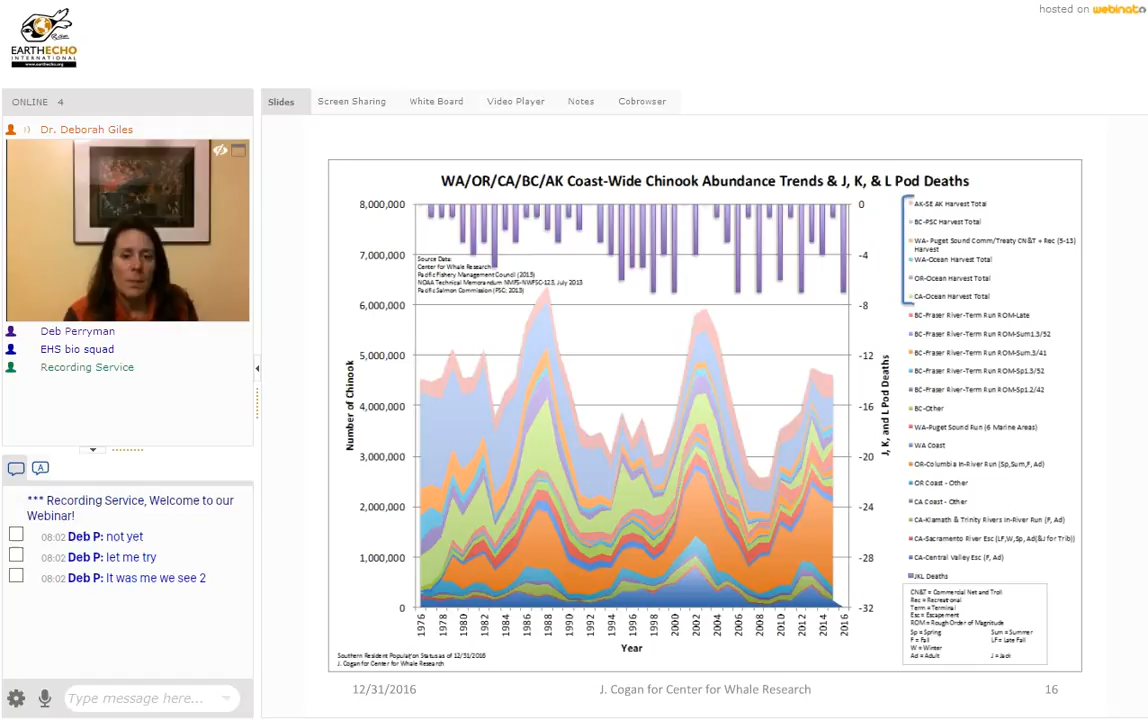 hosted on webinato
EARTHECHO
INTERNATIONAL
www.earthecho.org
ONLINE 4
Dr. Deborah Giles
Deb Perryman
EHS bio squad
Recording Service
*** Recording Service, Welcome to our
Webinar!
08:02 Deb P: not yet
08:02 Deb P: let me try
08:02 Deb P: It was me we see 2
Type message here...
Slides Screen Sharing White Board Video Player Notes Cobrowser
WA/OR/CA/BC/AK Coast-Wide Chinook Abundance Trends & J, K, & L Pod Deaths
8,000,000
7,000,000
6,000,000
5,000,000
4,000,000
3,000,000
2,000,000
1,000,000
0
Number of Chinook
Source Data:
Center for Whale Research
Pacific Fishery Management Council (2013)
NOAA Technical Memorandum NMFS-NWFSC-123, July 2013
Pacific Salmon Commission (PSC, 2013)
0
-4
-8
-12
-16
-20
-24
-28
-32
J, K, and L Pod Deaths
1976 1978 1980 1982 1984 1986 1988 1990 1992 1994 1996 1998 2000 2002 2004 2006 2008 2010 2012 2014 2016
Year
AK-SE AK Harvest Total
BC-PSC Harvest Total
WA- Puget Sound Comm/Treaty CN&T + Rec (5-13)
Harvest
WA-Ocean Harvest Total
OR-Ocean Harvest Total
CA-Ocean Harvest Total
BC-Fraser River-Term Run ROM-Late
BC-Fraser River-Term Run ROM-Sum1.3/52
BC-Fraser River-Term Run ROM-Sum.3/41
BC-Fraser River-Term Run ROM-Sp1.3/52
BC-Fraser River-Term Run ROM-Sp1.2/42
BC-Other
WA-Puget Sound Run (6 Marine Areas)
WA Coast
OR-Columbia In-River Run (Sp,Sum,F, Ad)
OR Coast - Other
CA Coast - Other
CA-Klamath & Trinity Rivers In-River Run (F, Ad)
CA-Sacramento River Esc (LF,W,Sp, Ad(&J for Trib))
CA-Central Valley Esc (F, Ad)
JKL Deaths
CN&T = Commercial Net and Troll
Rec = Recreational
Term = Terminal
Esc = Escapement
ROM = Rough Order of Magnitude
Sp = Spring Sum = Summer
F = Fall LF = Late Fall
W = Winter
Ad = Adult J = Jack
Southern Resident Population Status as of 12/31/2016
J. Cogan for Center for Whale Research
12/31/2016 J. Cogan for Center for Whale Research 16